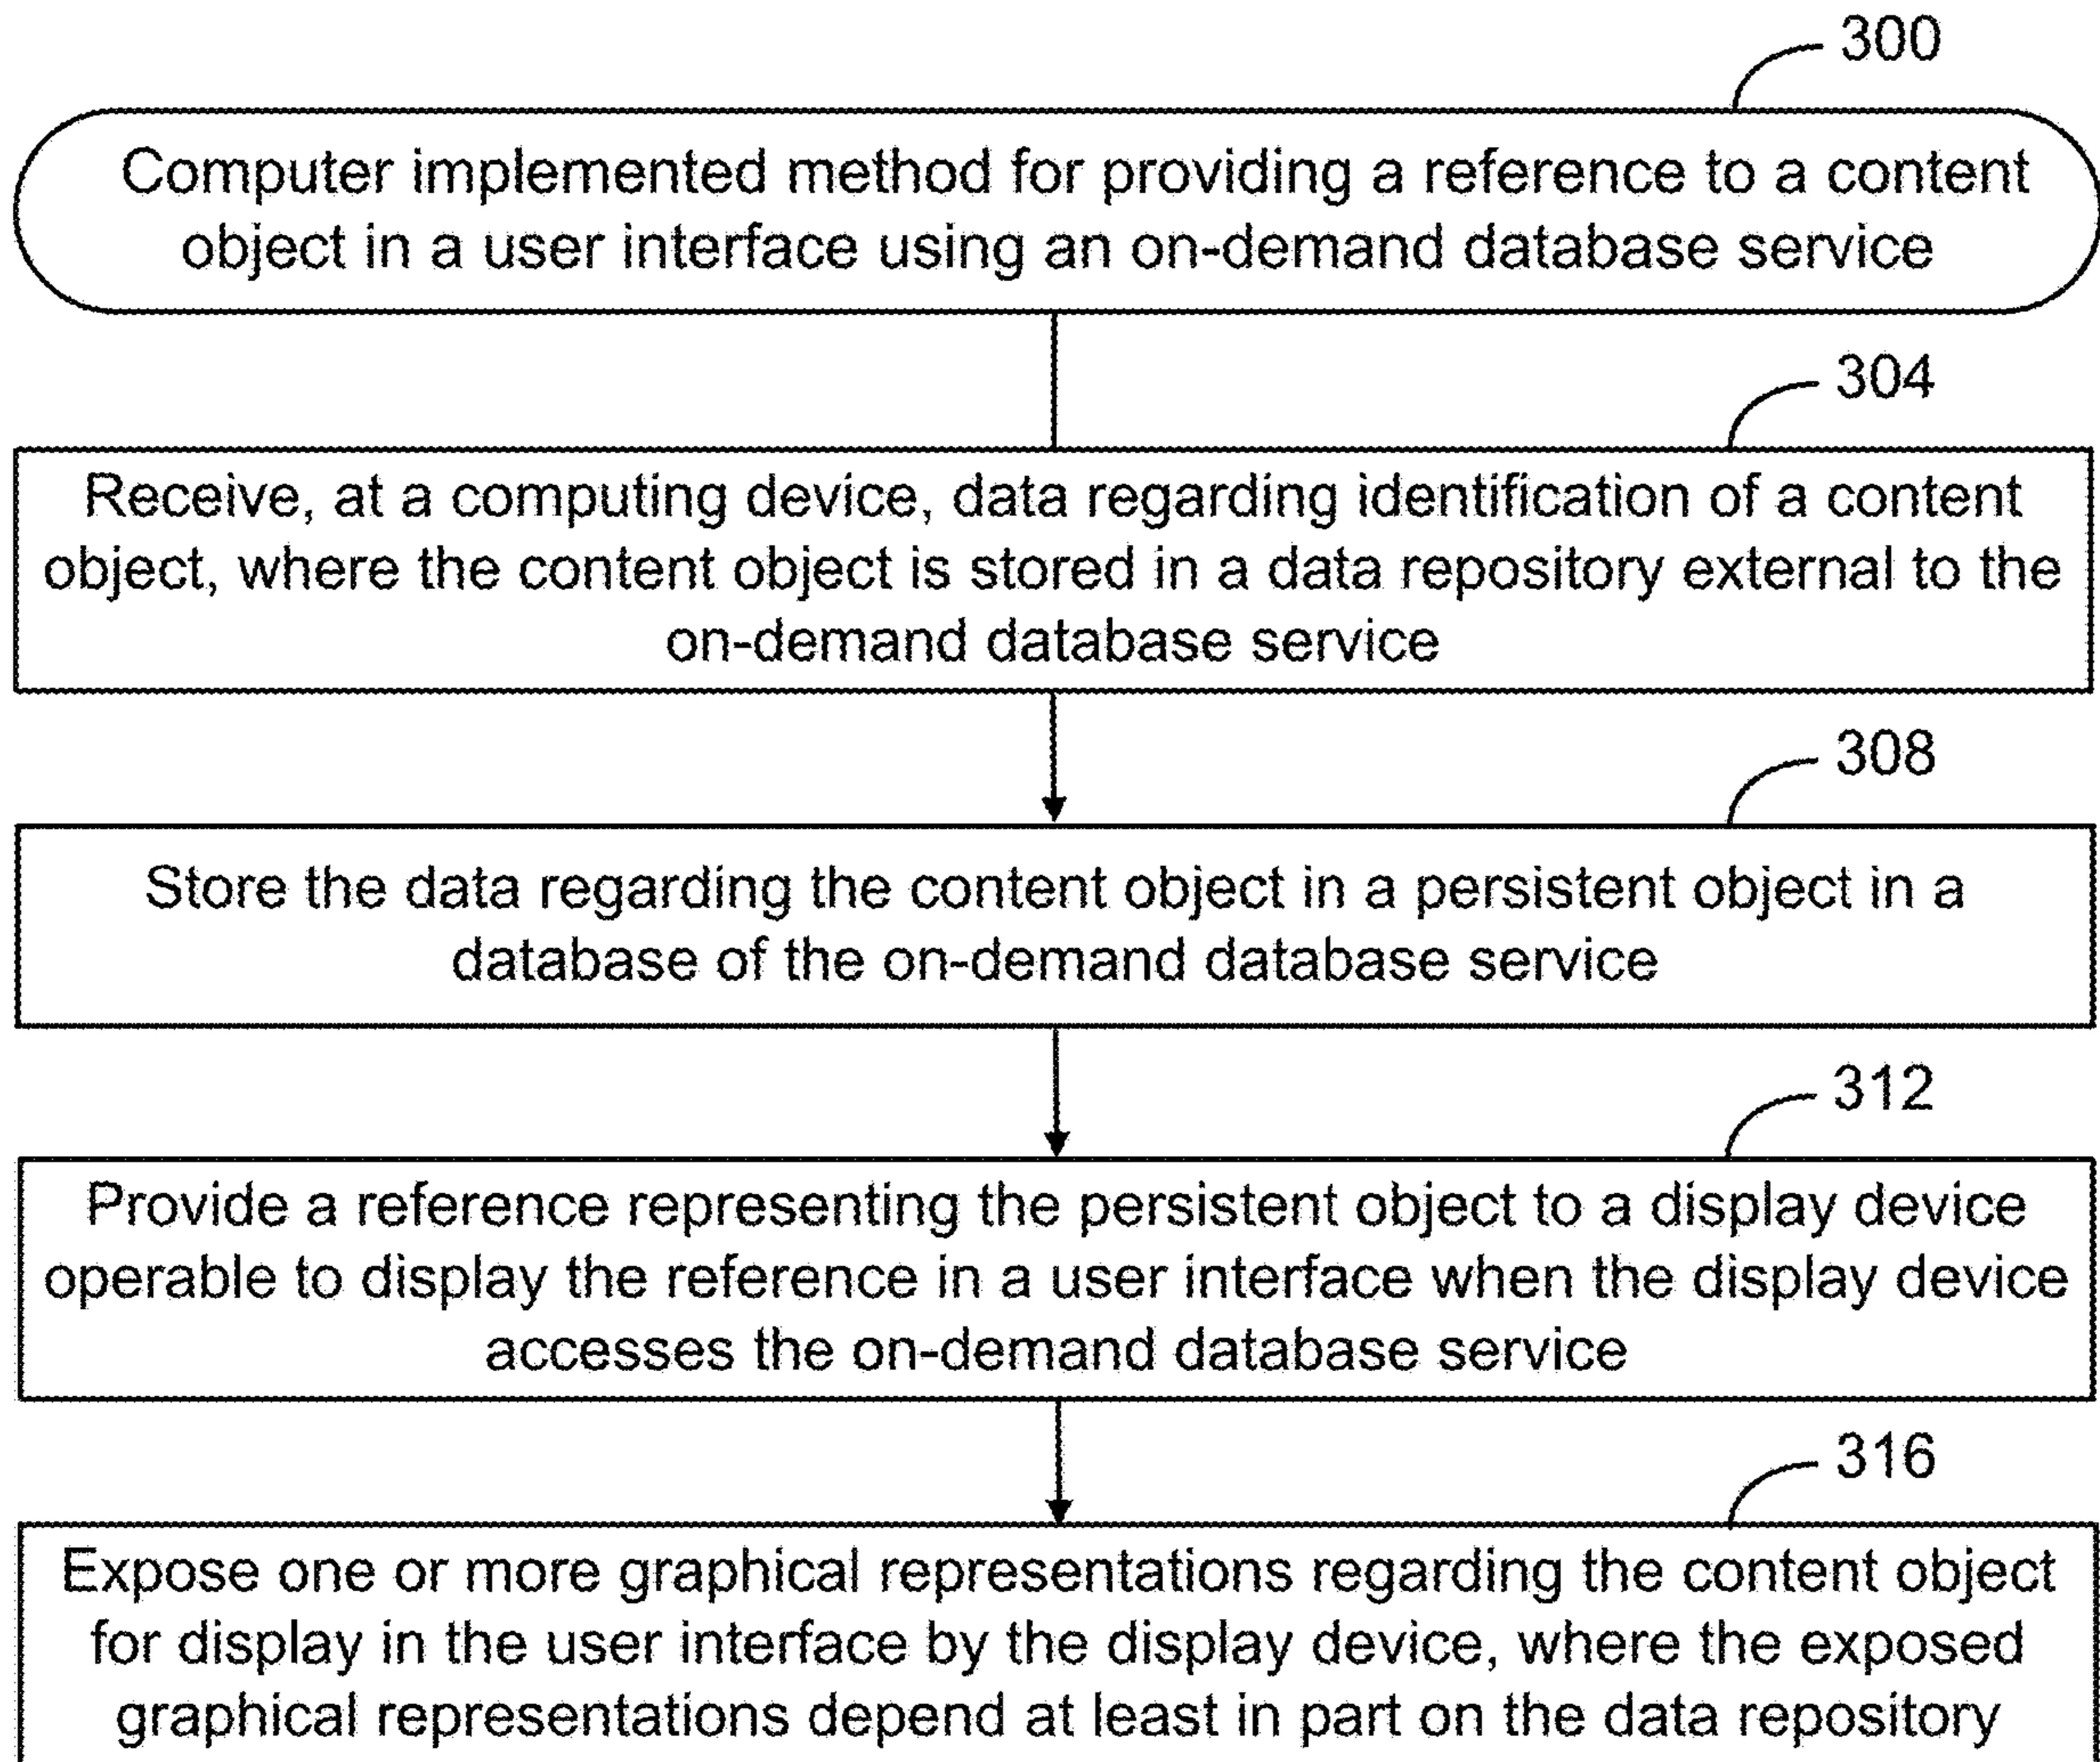 300
Computer implemented method for providing a reference to a content
object in a user interface using an on-demand database service
304
Receive, at a computing device, data regarding identification of a content
object, where the content object is stored in a data repository external to the
on-demand database service
308
Store the data regarding the content object in a persistent object in a
database of the on-demand database service
312
Provide a reference representing the persistent object to a display device
operable to display the reference in a user interface when the display device
accesses the on-demand database service
316
Expose one or more graphical representations regarding the content object
for display in the user interface by the display device, where the exposed
graphical representations depend at least in part on the data repository